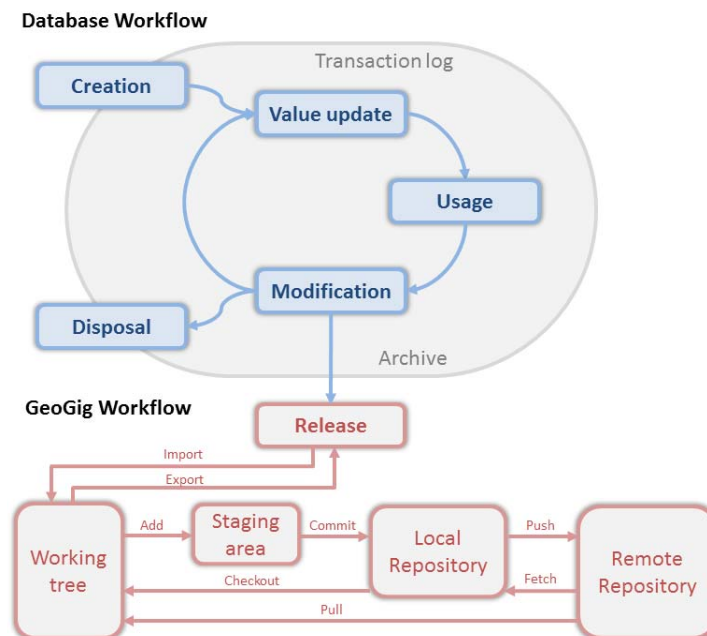 Database Workflow
Transaction log
Creation
Value update
Usage
Modification
Disposal
Archive
GeoGig Workflow
Release
Import
Export
Working
tree
Add
Staging
area
Commit
Local
Repository
Push
Remote
Repository
Checkout
Fetch
Pull